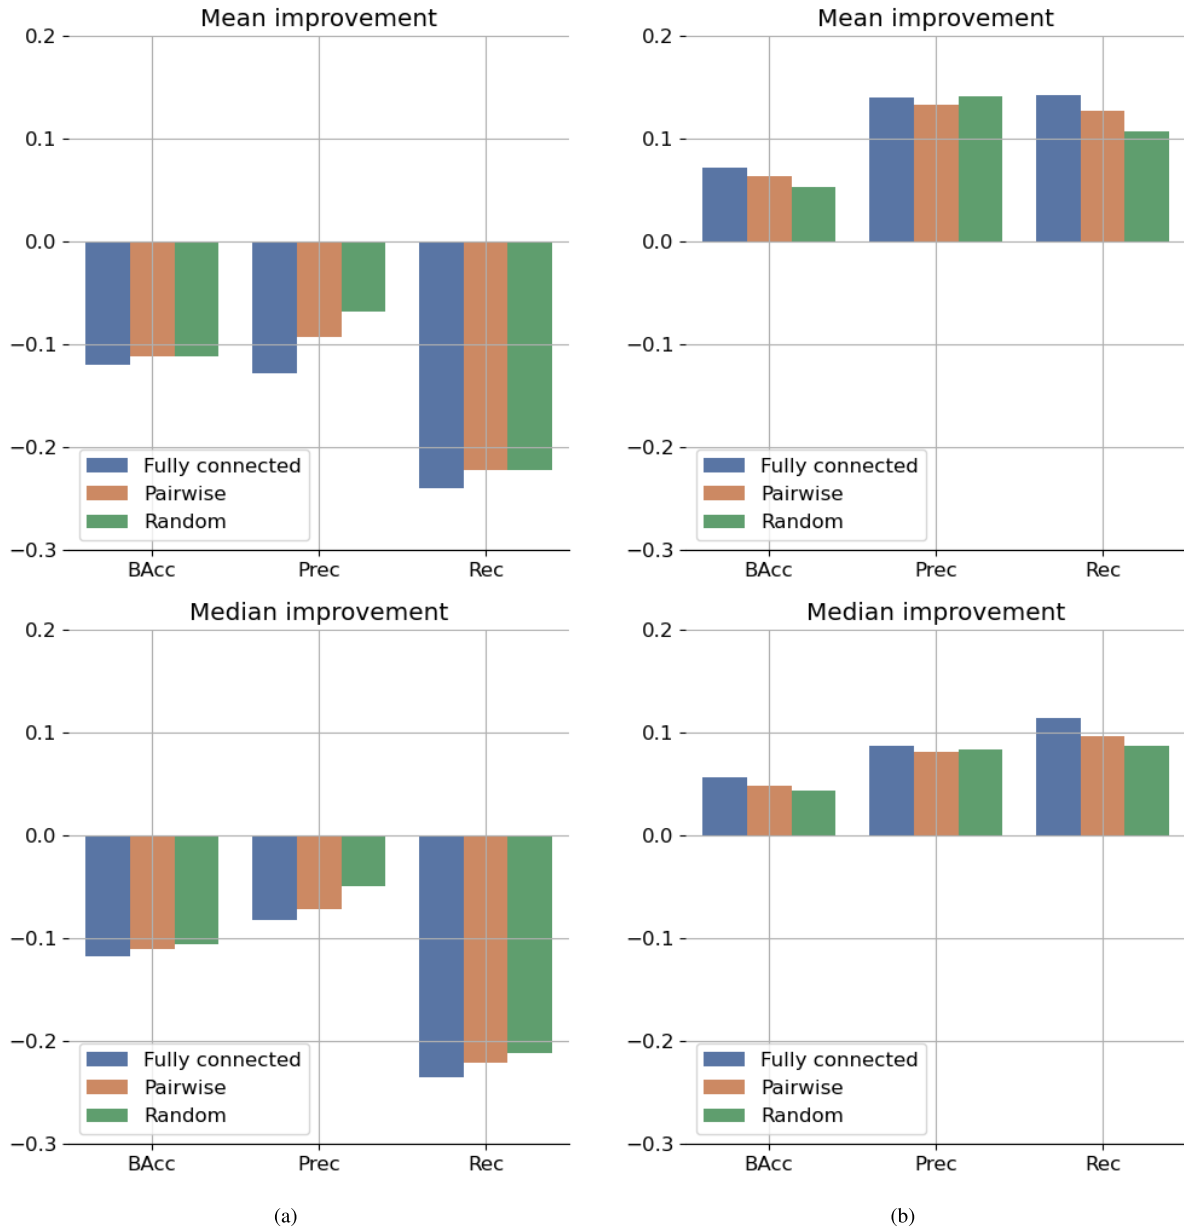 Mean improvement
0.2
0.1
0.0
−0.1
−0.2
−0.3
Fully connected
Pairwise
Random
BAcc Prec Rec
Mean improvement
0.2
0.1
0.0
−0.1
−0.2
−0.3
Fully connected
Pairwise
Random
BAcc Prec Rec
Median improvement
0.2
0.1
0.0
−0.1
−0.2
−0.3
Fully connected
Pairwise
Random
BAcc Prec Rec
Median improvement
0.2
0.1
0.0
−0.1
−0.2
−0.3
Fully connected
Pairwise
Random
BAcc Prec Rec
(a)
(b)